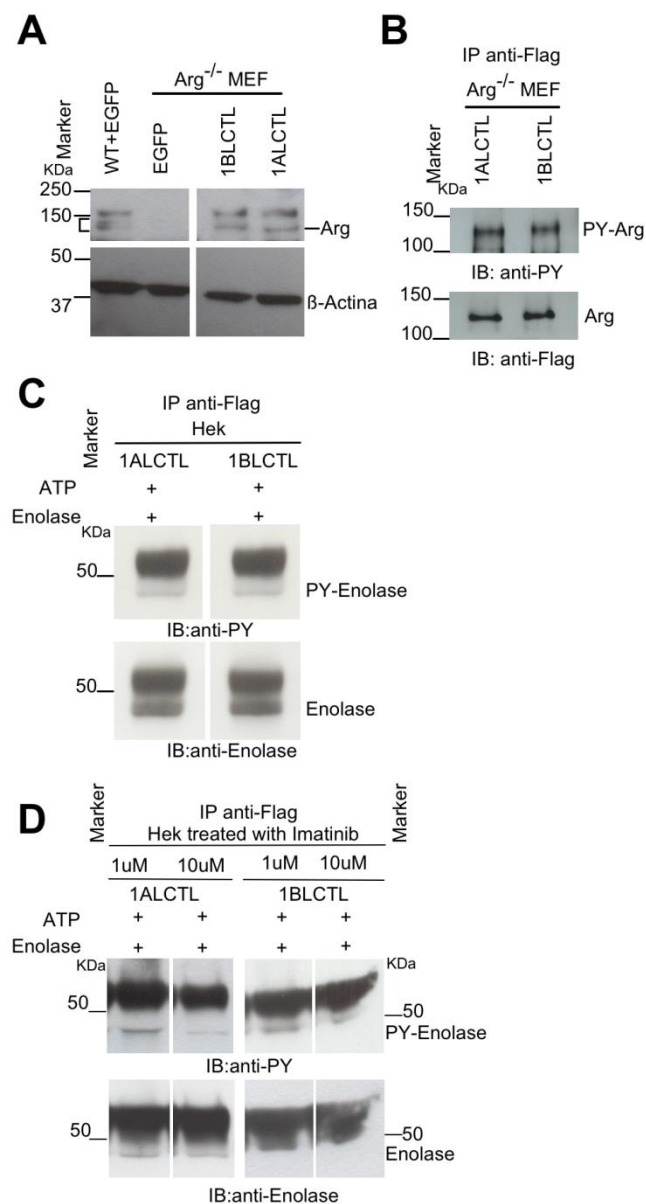 A
Arg-/- MEF
Marker
WT+EGFP
EGFP
1BLCTL
1ALCTL
KDa
250
150
Arg
50
37
ß-Actina
B
IP anti-Flag
Arg-/- MEF
Marker
1ALCTL
1BLCTL
KDa
150
100
PY-Arg
IB: anti-PY
150
100
Arg
IB: anti-Flag
C
IP anti-Flag
Hek
Marker
1ALCTL 1BLCTL
ATP + +
Enolase + +
KDa
50
PY-Enolase
IB:anti-PY
50
Enolase
IB:anti-Enolase
D
Marker
IP anti-Flag
Hek treated with Imatinib
Marker
1uM 10uM 1uM 10uM
1ALCTL 1BLCTL
ATP + + + +
Enolase + + + +
KDa KDa
50 50
PY-Enolase
IB:anti-PY
50 50
Enolase
IB:anti-Enolase